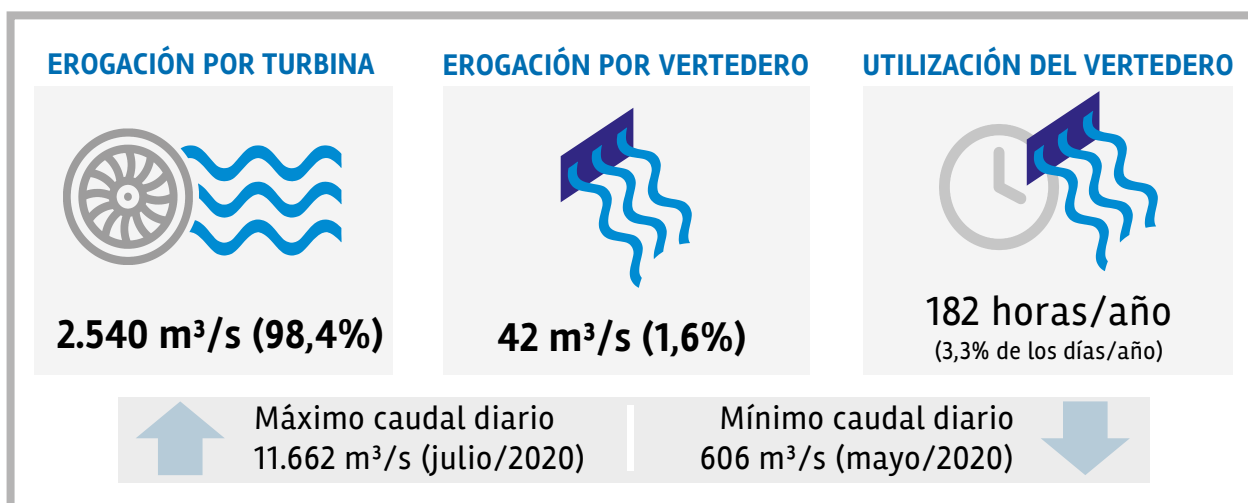 EROGACIÓN POR TURBINA
2.540 m³/s (98,4%)
EROGACIÓN POR VERTEDERO
42 m³/s (1,6%)
UTILIZACIÓN DEL VERTEDERO
182 horas/año
(3,3% de los días/año)
Máximo caudal diario
11.662 m³/s (julio/2020)
Mínimo caudal diario
606 m³/s (mayo/2020)